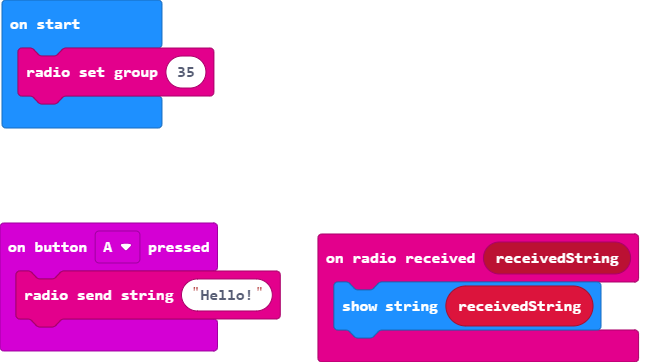 on start
radio set group 35
on button A pressed
radio send string "Hello!"
on radio received receivedString
show string receivedString